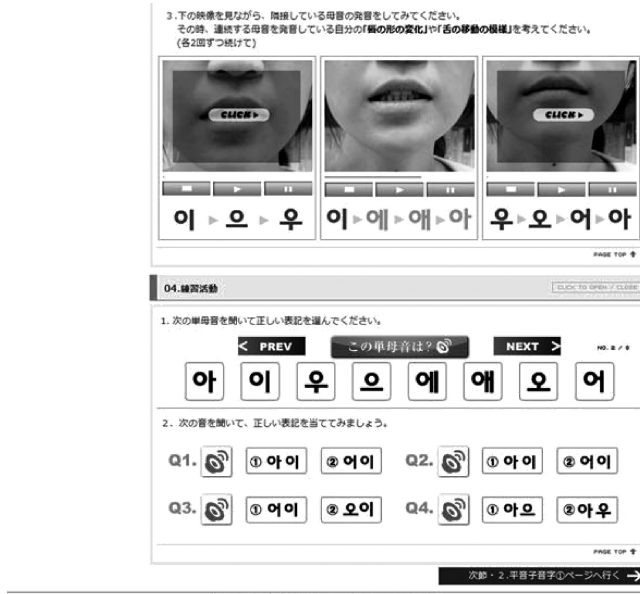 3.下の映像を見ながら、隣接している母音の発音をしてみてください。
その時、連続する母音を発音している自分の「唇の形の変化」や「舌の移動の模様」を考えてください。
(各2回ずつ続けて)
CLICK ▶
CLICK ▶
이 ▶ 으 ▶ 우
이 ▶ 에 ▶ 애 ▶ 아
우 ▶ 오 ▶ 어 ▶ 아
PAGE TOP
04.練習活動
CLICK TO OPEN / CLOSE
1. 次の単母音を聞いて正しい表記を選んでください。
< PREV
この単母音は?
NEXT >
NO. 2 / 8
아 이 우 으 에 애 오 어
2. 次の音を聞いて、正しい表記を当ててみましょう。
Q1. ① 아이 ② 어이
Q2. ① 아이 ② 어이
Q3. ① 어이 ② 오이
Q4. ① 아으 ② 아우
PAGE TOP
次節・2.平音子音字①ページへ行く →